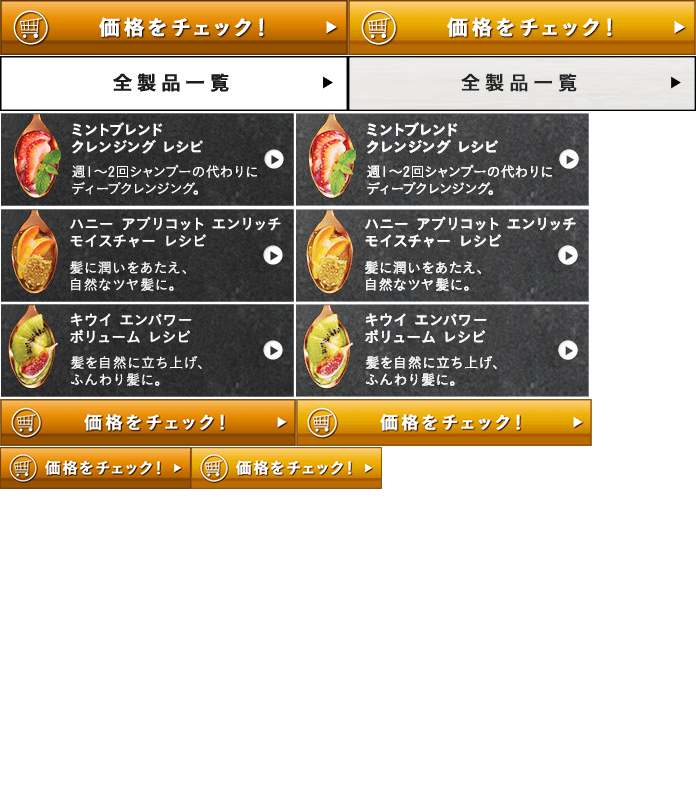 価格をチェック!
価格をチェック!
全製品一覧
全製品一覧
ミントブレンド
クレンジング レシピ
週1〜2回シャンプーの代わりに
ディープクレンジング。
ミントブレンド
クレンジング レシピ
週1〜2回シャンプーの代わりに
ディープクレンジング。
ハニー アプリコット エンリッチ
モイスチャー レシピ
髪に潤いをあたえ、
自然なツヤ髪に。
ハニー アプリコット エンリッチ
モイスチャー レシピ
髪に潤いをあたえ、
自然なツヤ髪に。
キウイ エンパワー
ボリューム レシピ
髪を自然に立ち上げ、
ふんわり髪に。
キウイ エンパワー
ボリューム レシピ
髪を自然に立ち上げ、
ふんわり髪に。
価格をチェック!
価格をチェック!
価格をチェック!
価格をチェック!